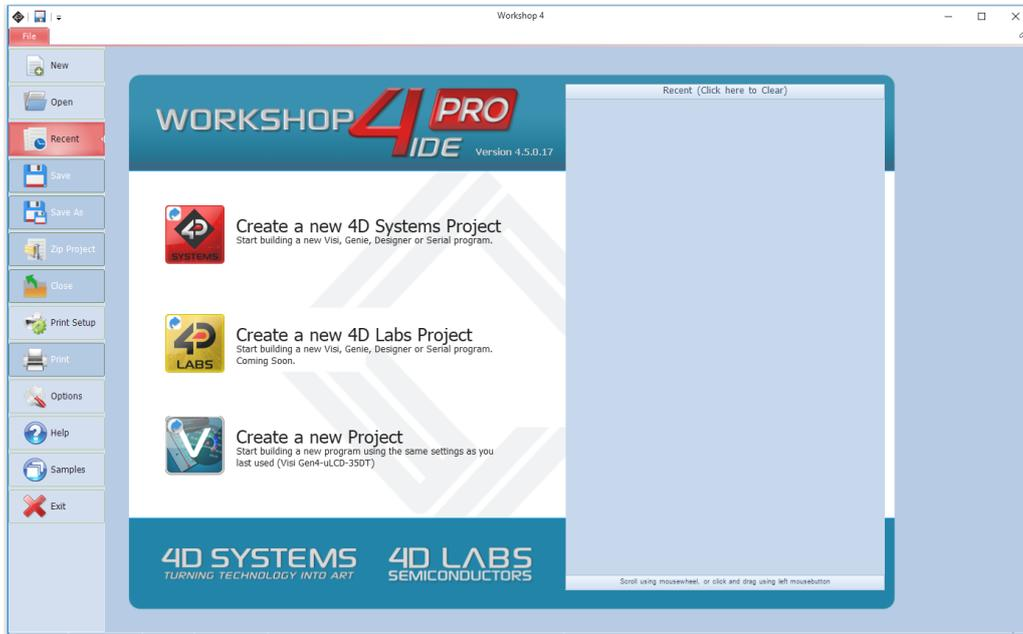 Workshop 4
File
New
Open
Recent
Save
Save As
Zip Project
Close
Print Setup
Print
Options
Help
Samples
Exit
WORKSHOP 4 PRO
IDE Version 4.5.0.17
4D SYSTEMS
Create a new 4D Systems Project
Start building a new Visi, Genie, Designer or Serial program.
4D LABS
Create a new 4D Labs Project
Start building a new Visi, Genie, Designer or Serial program.
Coming Soon.
V
Create a new Project
Start building a new program using the same settings as you
last used (Visi Gen4-uLCD-35DT)
4D SYSTEMS
TURNING TECHNOLOGY INTO ART
4D LABS
SEMICONDUCTORS
Recent (Click here to Clear)
Scroll using mousewheel, or click and drag using left mousebutton